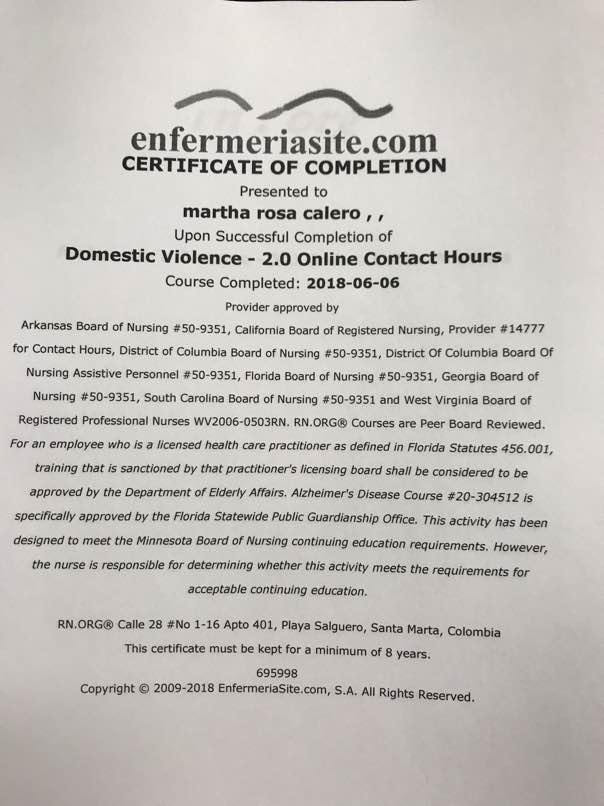 enfermeriasite.com
CERTIFICATE OF COMPLETION
Presented to
martha rosa calero , ,
Upon Successful Completion of
Domestic Violence - 2.0 Online Contact Hours
Course Completed: 2018-06-06
Provider approved by
Arkansas Board of Nursing #50-9351, California Board of Registered Nursing, Provider #14777
for Contact Hours, District of Columbia Board of Nursing #50-9351, District Of Columbia Board Of
Nursing Assistive Personnel #50-9351, Florida Board of Nursing #50-9351, Georgia Board of
Nursing #50-9351, South Carolina Board of Nursing #50-9351 and West Virginia Board of
Registered Professional Nurses WV2006-0503RN. RN.ORG® Courses are Peer Board Reviewed.
For an employee who is a licensed health care practitioner as defined in Florida Statutes 456.001,
training that is sanctioned by that practitioner's licensing board shall be considered to be
approved by the Department of Elderly Affairs. Alzheimer's Disease Course #20-304512 is
specifically approved by the Florida Statewide Public Guardianship Office. This activity has been
designed to meet the Minnesota Board of Nursing continuing education requirements. However,
the nurse is responsible for determining whether this activity meets the requirements for
acceptable continuing education.
RN.ORG® Calle 28 #No 1-16 Apto 401, Playa Salguero, Santa Marta, Colombia
This certificate must be kept for a minimum of 8 years.
695998
Copyright © 2009-2018 EnfermeriaSite.com, S.A. All Rights Reserved.